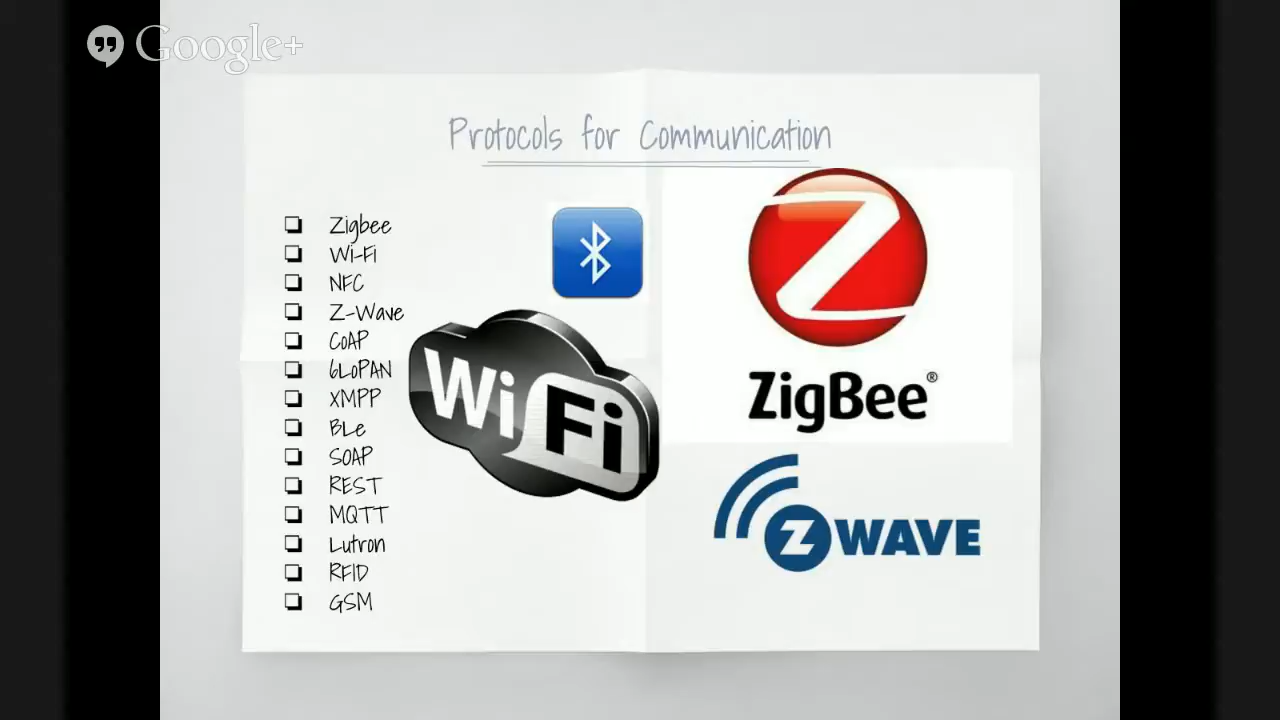 Google+
Protocols for Communication
Zigbee
Wi-Fi
NFC
Z-Wave
CoAP
6LoPAN
XMPP
BLe
SOAP
REST
MQTT
Lutron
RFID
GSM
Wi Fi
ZigBee®
Z WAVE